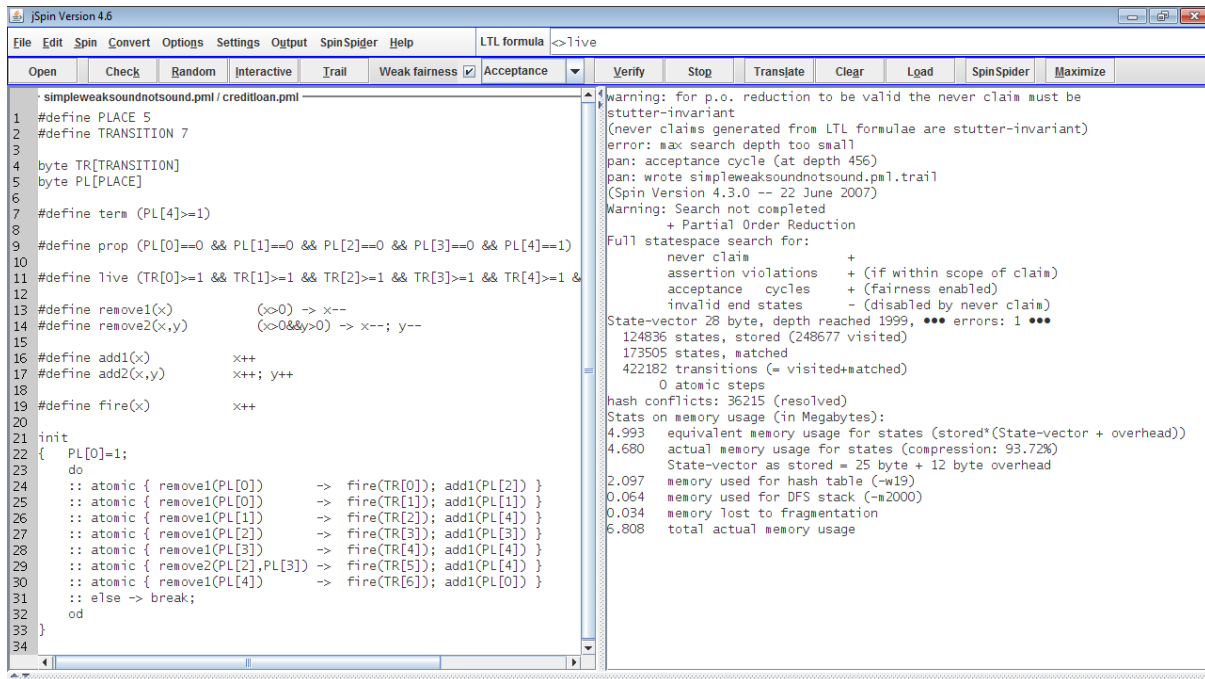 jSpin Version 4.6
File Edit Spin Convert Options Settings Output SpinSpider Help LTL formula <>live
Open Check Random Interactive Trail Weak fairness Acceptance Verify Stop Translate Clear Load SpinSpider Maximize
simpleweaksoundnotsound.pml / creditloan.pml
1 #define PLACE 5
2 #define TRANSITION 7
3
4 byte TR[TRANSITION]
5 byte PL[PLACE]
6
7 #define term (PL[4]>=1)
8
9 #define prop (PL[0]==0 && PL[1]==0 && PL[2]==0 && PL[3]==0 && PL[4]==1)
10
11 #define live (TR[0]>=1 && TR[1]>=1 && TR[2]>=1 && TR[3]>=1 && TR[4]>=1 &
12
13 #define remove1(x) (x>0) -> x--
14 #define remove2(x,y) (x>0&&y>0) -> x--; y--
15
16 #define add1(x) x++
17 #define add2(x,y) x++; y++
18
19 #define fire(x) x++
20
21 init
22 { PL[0]=1;
23 do
24 :: atomic { remove1(PL[0]) -> fire(TR[0]); add1(PL[2]) }
25 :: atomic { remove1(PL[0]) -> fire(TR[1]); add1(PL[1]) }
26 :: atomic { remove1(PL[1]) -> fire(TR[2]); add1(PL[4]) }
27 :: atomic { remove1(PL[2]) -> fire(TR[3]); add1(PL[3]) }
28 :: atomic { remove1(PL[3]) -> fire(TR[4]); add1(PL[4]) }
29 :: atomic { remove2(PL[2],PL[3]) -> fire(TR[5]); add1(PL[4]) }
30 :: atomic { remove1(PL[4]) -> fire(TR[6]); add1(PL[0]) }
31 :: else -> break;
32 od
33 }
34
warning: for p.o. reduction to be valid the never claim must be
stutter-invariant
(never claims generated from LTL formulae are stutter-invariant)
error: max search depth too small
pan: acceptance cycle (at depth 456)
pan: wrote simpleweaksoundnotsound.pml.trail
(Spin Version 4.3.0 -- 22 June 2007)
Warning: Search not completed
+ Partial Order Reduction
Full statespace search for:
never claim +
assertion violations + (if within scope of claim)
acceptance cycles + (fairness enabled)
invalid end states - (disabled by never claim)
State-vector 28 byte, depth reached 1999, ●●● errors: 1 ●●●
124836 states, stored (248677 visited)
173505 states, matched
422182 transitions (= visited+matched)
0 atomic steps
hash conflicts: 36215 (resolved)
Stats on memory usage (in Megabytes):
4.993 equivalent memory usage for states (stored*(State-vector + overhead))
4.680 actual memory usage for states (compression: 93.72%)
State-vector as stored = 25 byte + 12 byte overhead
2.097 memory used for hash table (-w19)
0.064 memory used for DFS stack (-m2000)
0.034 memory lost to fragmentation
6.808 total actual memory usage